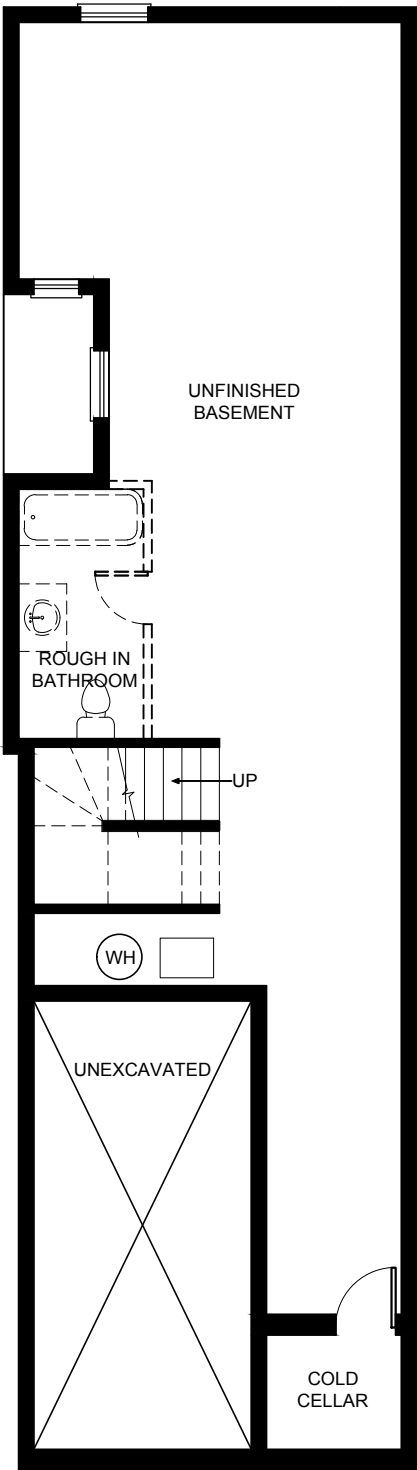 UNFINISHED
BASEMENT
ROUGH IN
BATHROOM
UP
WH
UNEXCAVATED
COLD
CELLAR